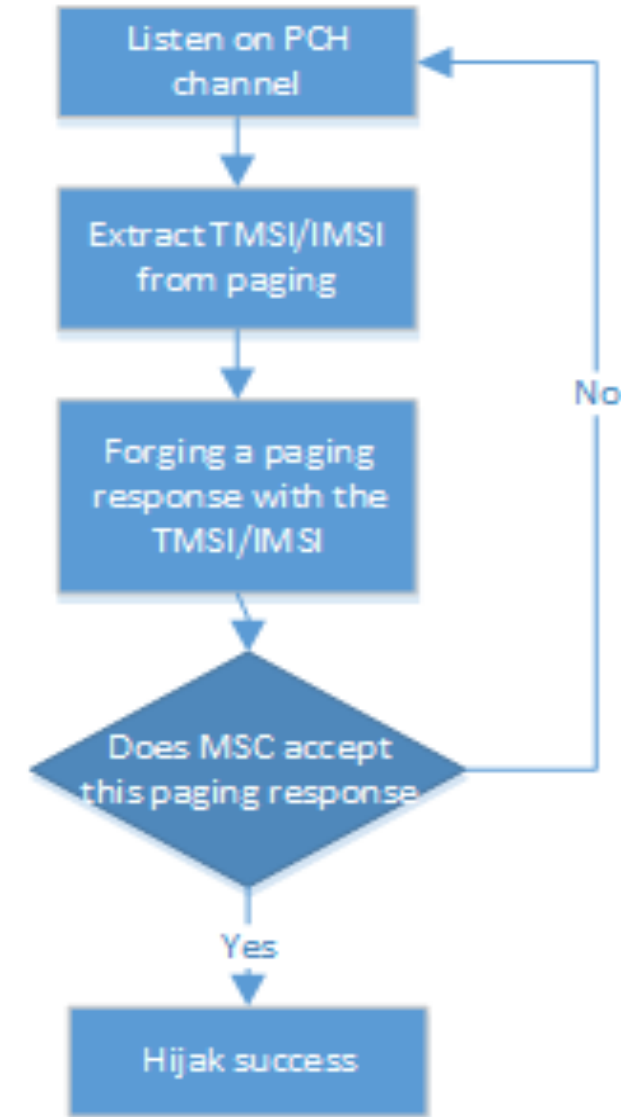 Listen on PCH
channel
Extract TMSI/IMSI
from paging
Forging a paging
response with the
TMSI/IMSI
No
Does MSC accept
this paging response
Yes
Hijak success